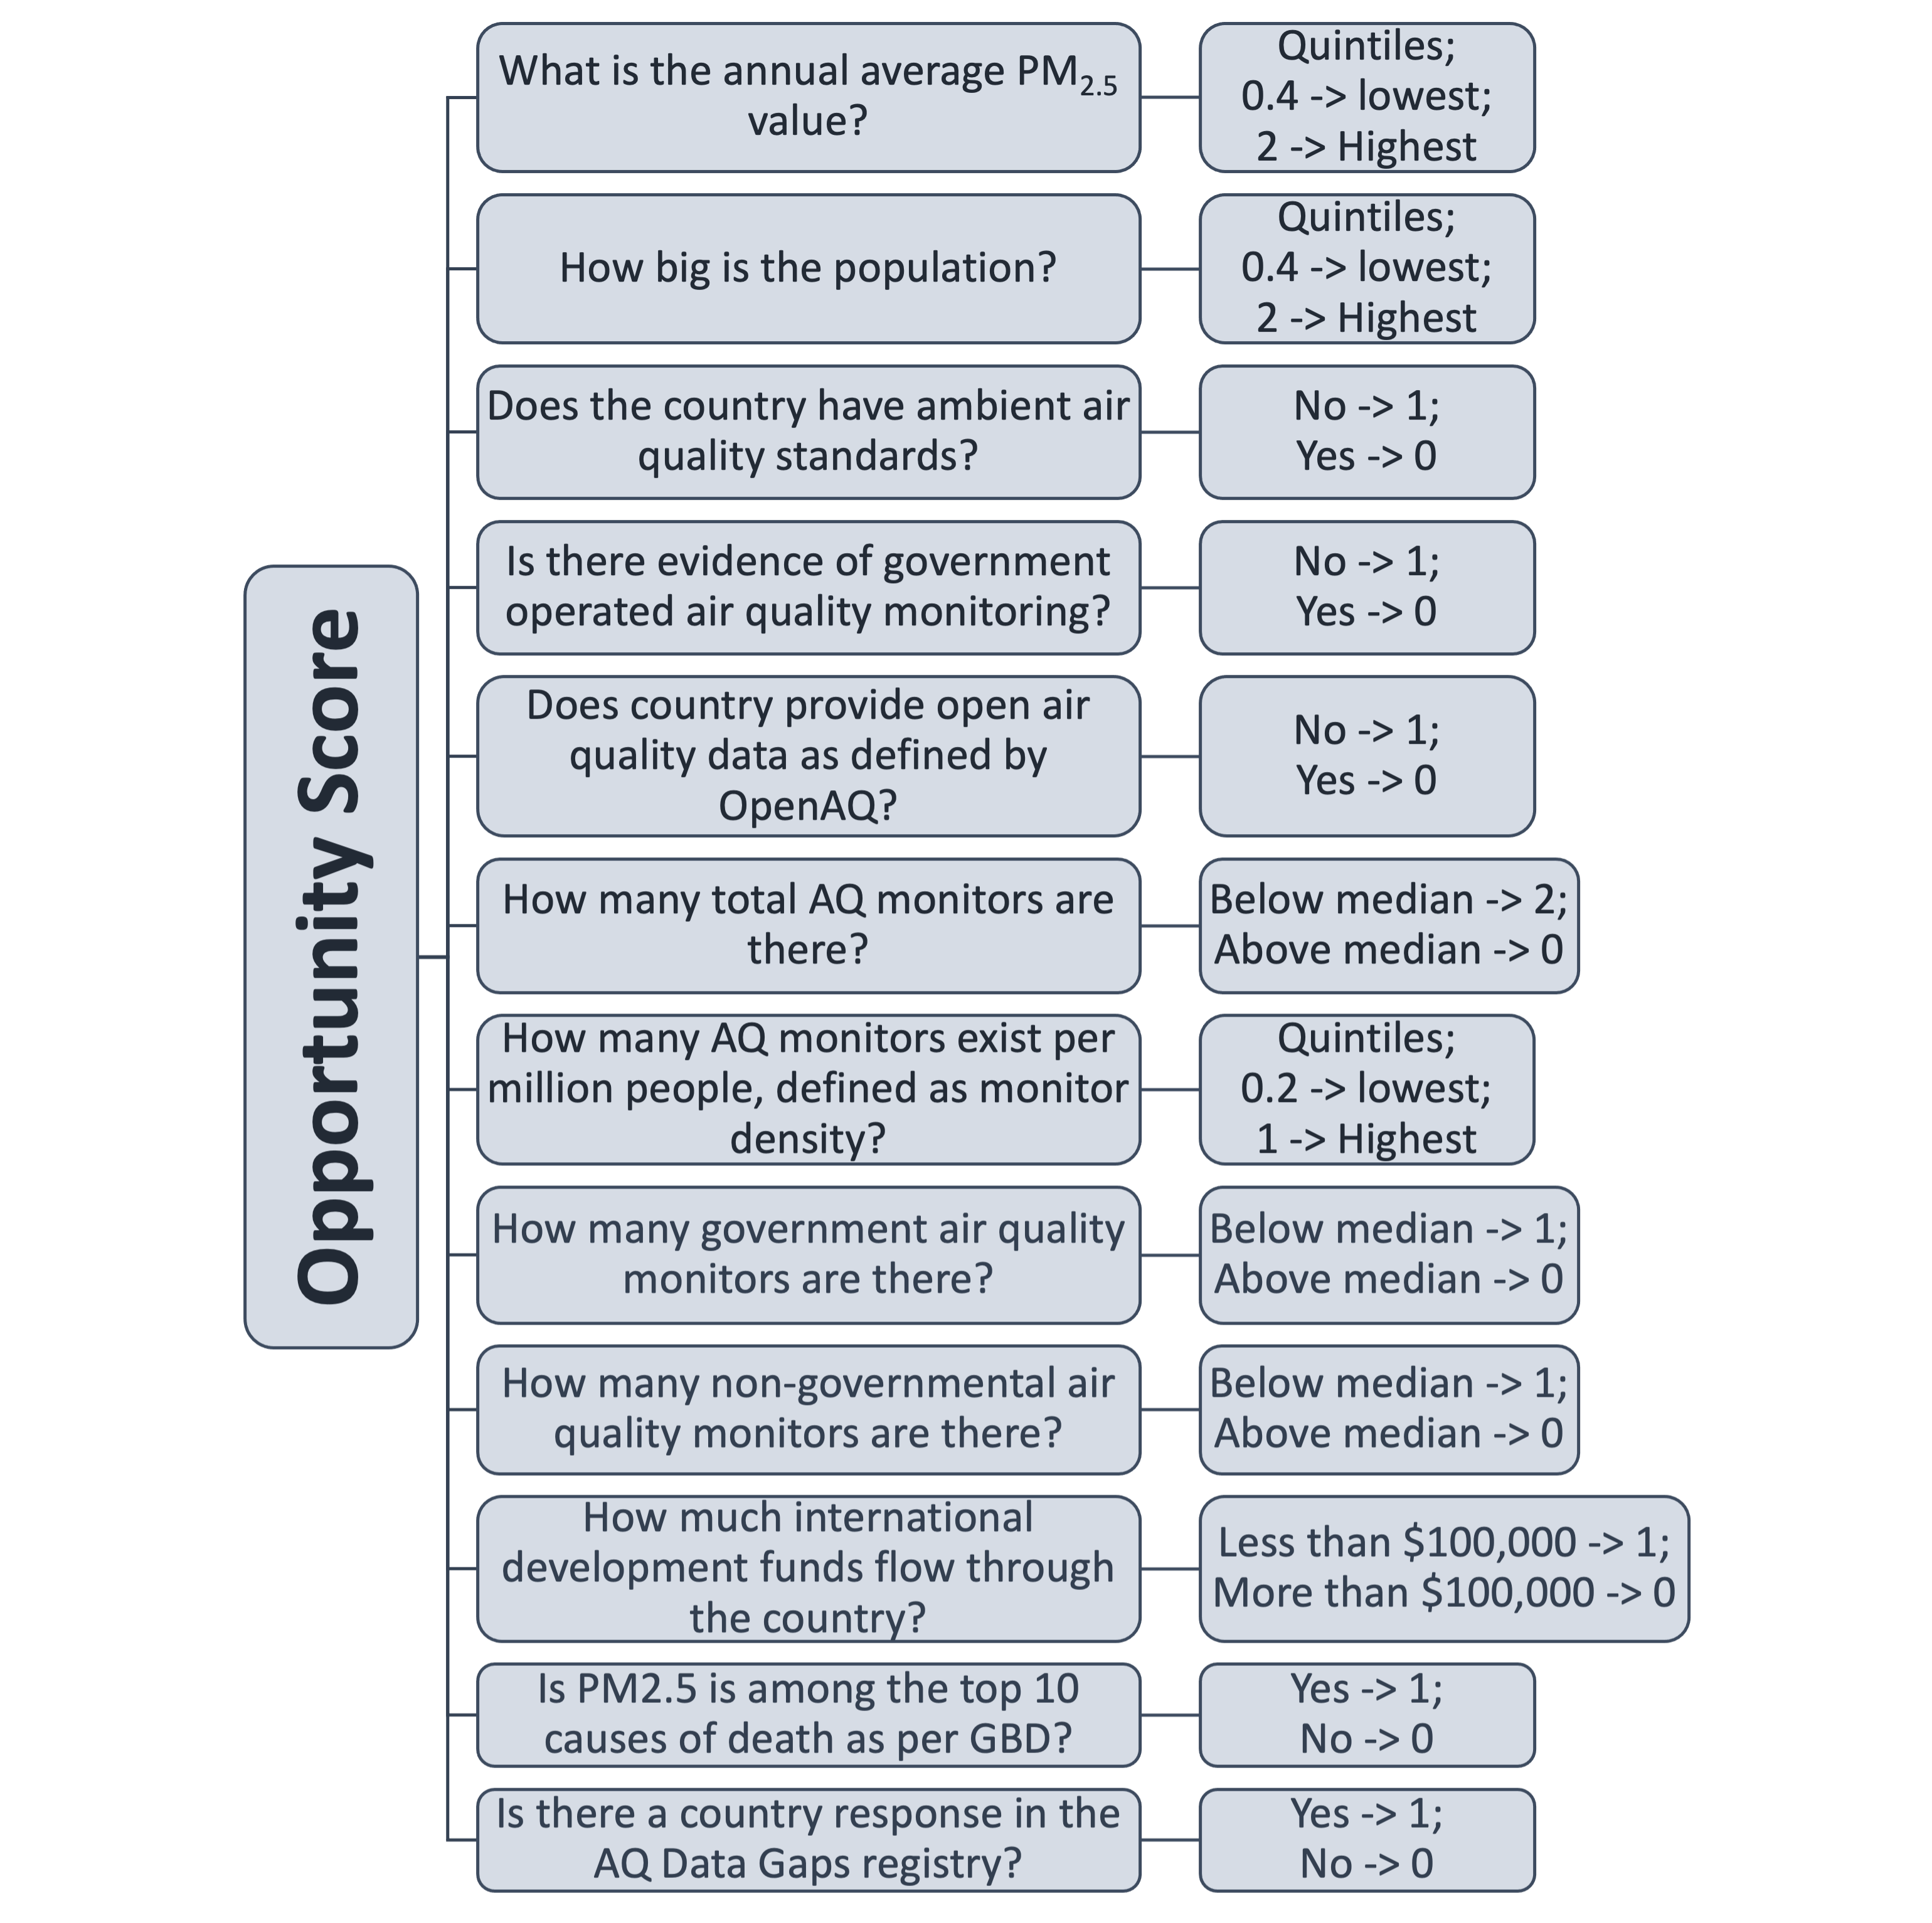 Opportunity Score
What is the annual average PM2.5
value?
Quintiles;
0.4 -> lowest;
2 -> Highest
How big is the population?
Quintiles;
0.4 -> lowest;
2 -> Highest
Does the country have ambient air
quality standards?
No -> 1;
Yes -> 0
Is there evidence of government
operated air quality monitoring?
No -> 1;
Yes -> 0
Does country provide open air
quality data as defined by
OpenAQ?
No -> 1;
Yes -> 0
How many total AQ monitors are
there?
Below median -> 2;
Above median -> 0
How many AQ monitors exist per
million people, defined as monitor
density?
Quintiles;
0.2 -> lowest;
1 -> Highest
How many government air quality
monitors are there?
Below median -> 1;
Above median -> 0
How many non-governmental air
quality monitors are there?
Below median -> 1;
Above median -> 0
How much international
development funds flow through
the country?
Less than $100,000 -> 1;
More than $100,000 -> 0
Is PM2.5 is among the top 10
causes of death as per GBD?
Yes -> 1;
No -> 0
Is there a country response in the
AQ Data Gaps registry?
Yes -> 1;
No -> 0